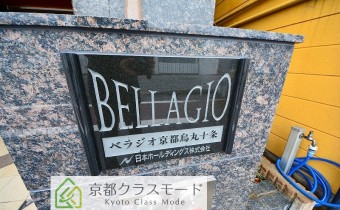 BELLAGIO
ベラジオ京都烏丸十条
日本ホールディングス株式会社
京都クラスモード
Kyoto Class Mode